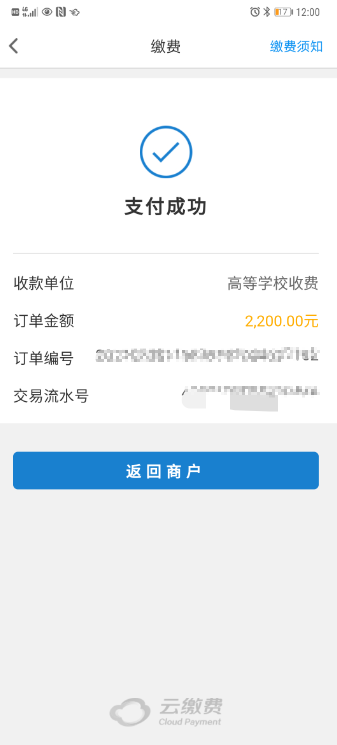 12:00
缴费
缴费须知
支付成功
收款单位 高等学校收费
订单金额 2,200.00元
订单编号
交易流水号
返回商户
云缴费
Cloud Payment